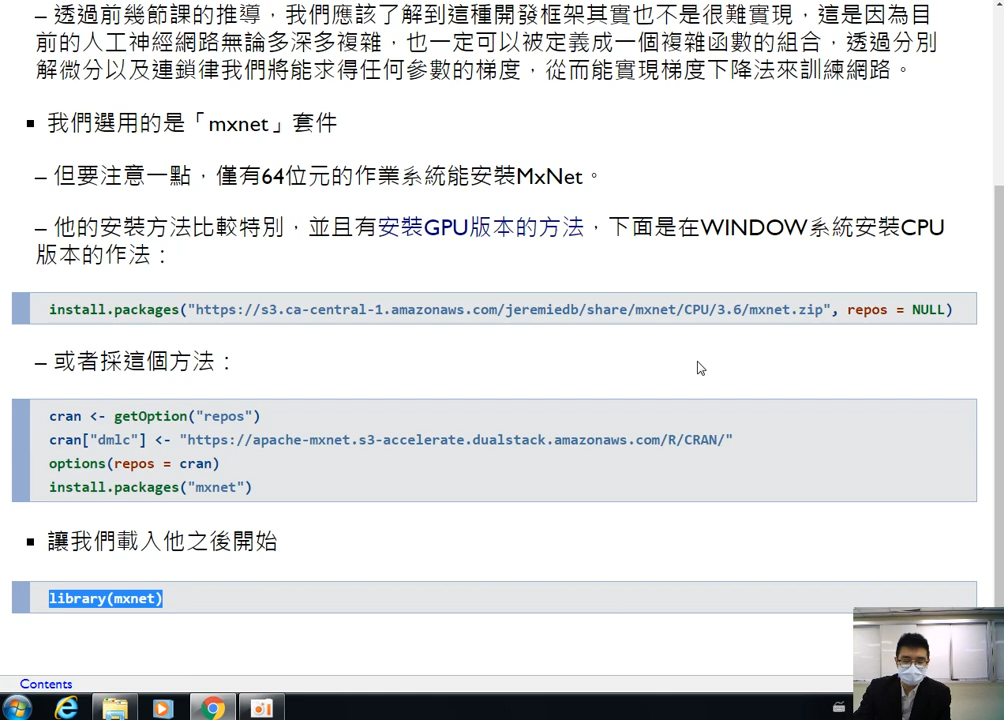 – 透過前幾節課的推導，我們應該了解到這種開發框架其實也不是很難實現，這是因為目
前的人工神經網路無論多深多複雜，也一定可以被定義成一個複雜函數的組合，透過分別
解微分以及連鎖律我們將能求得任何參數的梯度，從而能實現梯度下降法來訓練網路。
▪ 我們選用的是「mxnet」套件
– 但要注意一點，僅有64位元的作業系統能安裝MxNet。
– 他的安裝方法比較特別，並且有安裝GPU版本的方法，下面是在WINDOW系統安裝CPU
版本的作法：
install.packages("https://s3.ca-central-1.amazonaws.com/jeremiedb/share/mxnet/CPU/3.6/mxnet.zip", repos = NULL)
– 或者採這個方法：
cran <- getOption("repos")
cran["dmlc"] <- "https://apache-mxnet.s3-accelerate.dualstack.amazonaws.com/R/CRAN/"
options(repos = cran)
install.packages("mxnet")
▪ 讓我們載入他之後開始
library(mxnet)
Contents